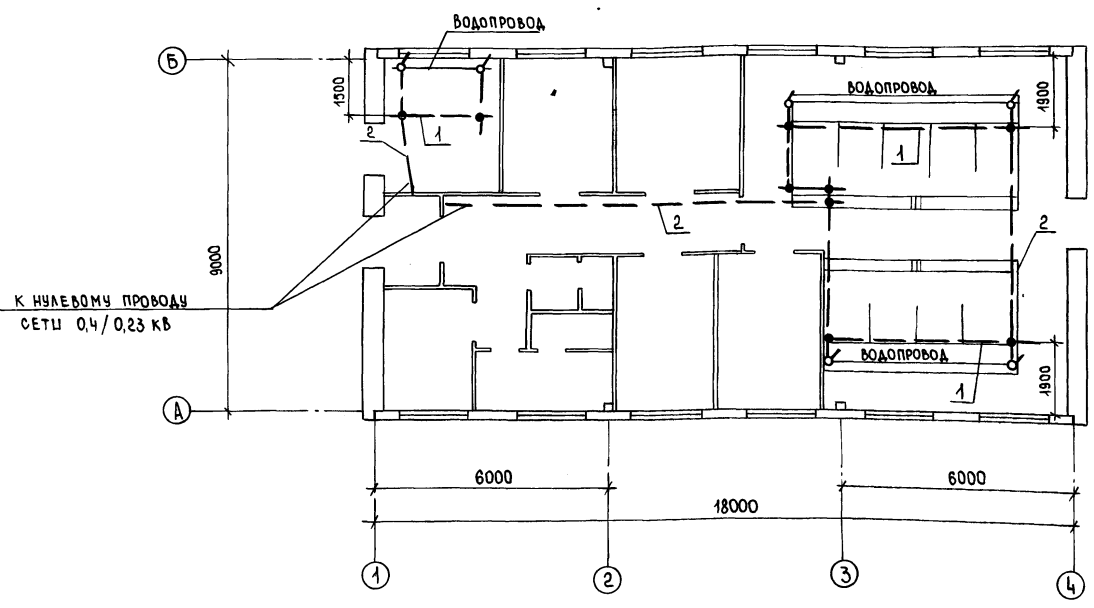 ВОДОПРОВОД
Б
1500
2
1
ВОДОПРОВОД
1
1900
9000
2
2
К НУЛЕВОМУ ПРОВОДУ
СЕТИ 0,4/0,23 КВ
ВОДОПРОВОД
1
1900
А
6000
6000
18000
1
2
3
4